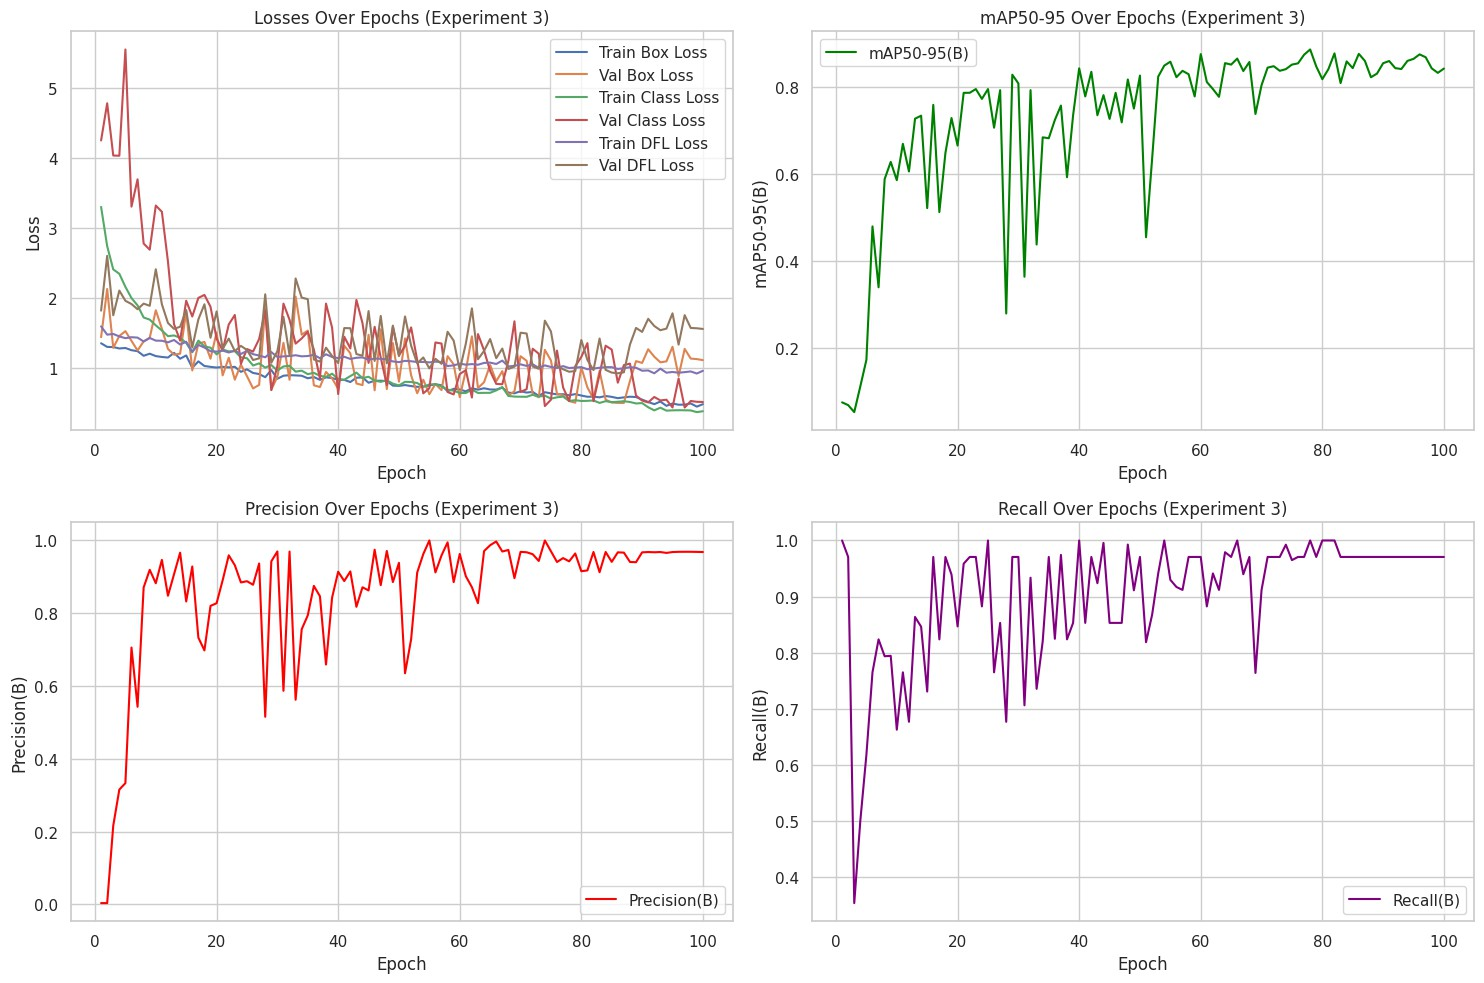 Losses Over Epochs (Experiment 3)
Loss
5
4
3
2
1
Train Box Loss
Val Box Loss
Train Class Loss
Val Class Loss
Train DFL Loss
Val DFL Loss
0 20 40 60 80 100
Epoch
mAP50-95 Over Epochs (Experiment 3)
mAP50-95(B)
0.8
0.6
0.4
0.2
mAP50-95(B)
0 20 40 60 80 100
Epoch
Precision Over Epochs (Experiment 3)
Precision(B)
1.0
0.8
0.6
0.4
0.2
0.0
Precision(B)
0 20 40 60 80 100
Epoch
Recall Over Epochs (Experiment 3)
Recall(B)
1.0
0.9
0.8
0.7
0.6
0.5
0.4
Recall(B)
0 20 40 60 80 100
Epoch